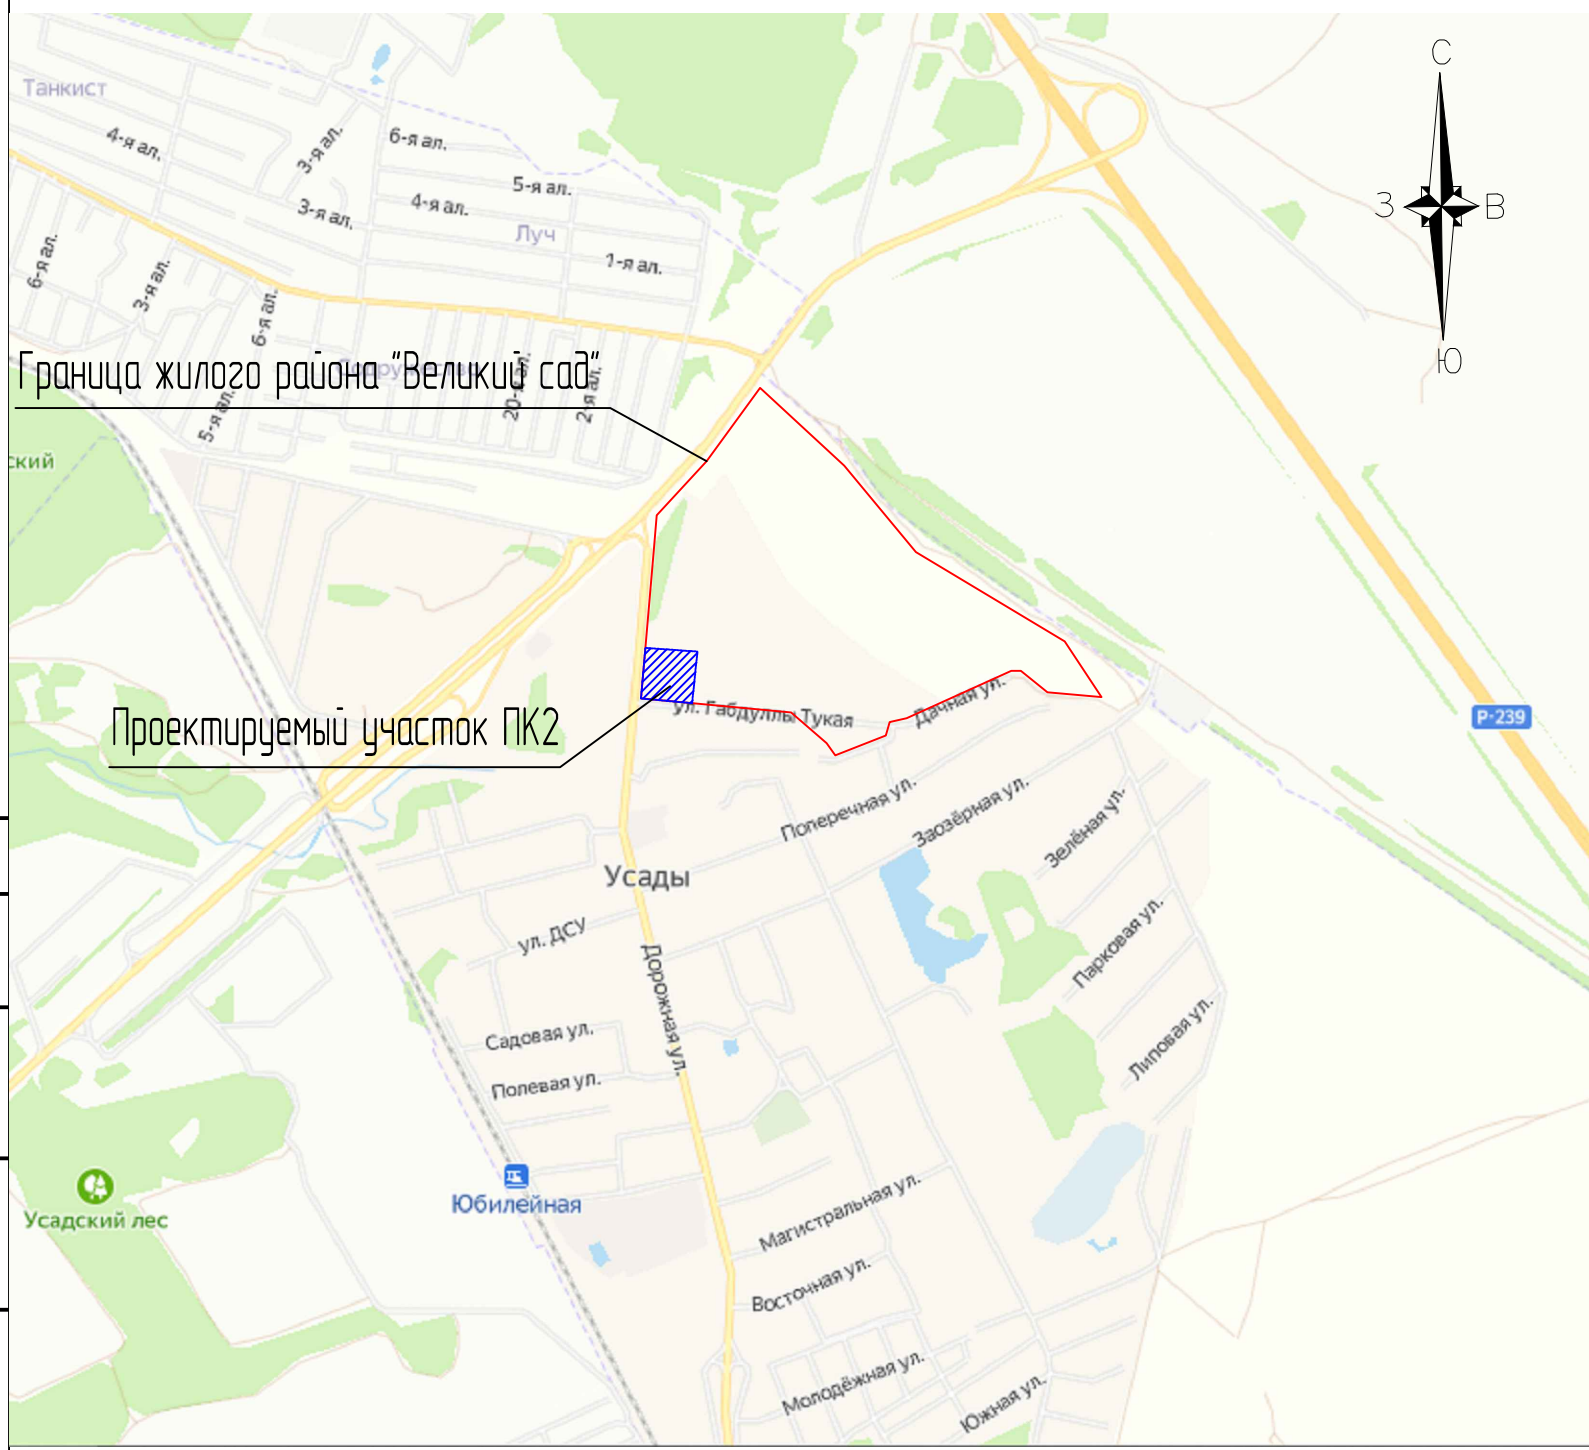 С
Танкист
4-я ал.
3-я ал.
6-я ал.
5-я ал.
4-я ал.
3-я ал.
Луч
1-я ал.
З
В
6-я ал.
3-я ал.
6-я ал.
Ю
Граница жилого района "Великий сад"
20-я ал.
2-я ал.
5-я ал.
ский
ул. Габдуллы Тукая
Дачная ул.
Проектируемый участок ПК2
Р-239
Поперечная ул.
Заозёрная ул.
Зелёная ул.
Усады
ул. ДСУ
Дорожная ул.
Парковая ул.
Садовая ул.
Липовая ул.
Полевая ул.
Юбилейная
Усадский лес
Магистральная ул.
Восточная ул.
Молодёжная ул.
Южная ул.